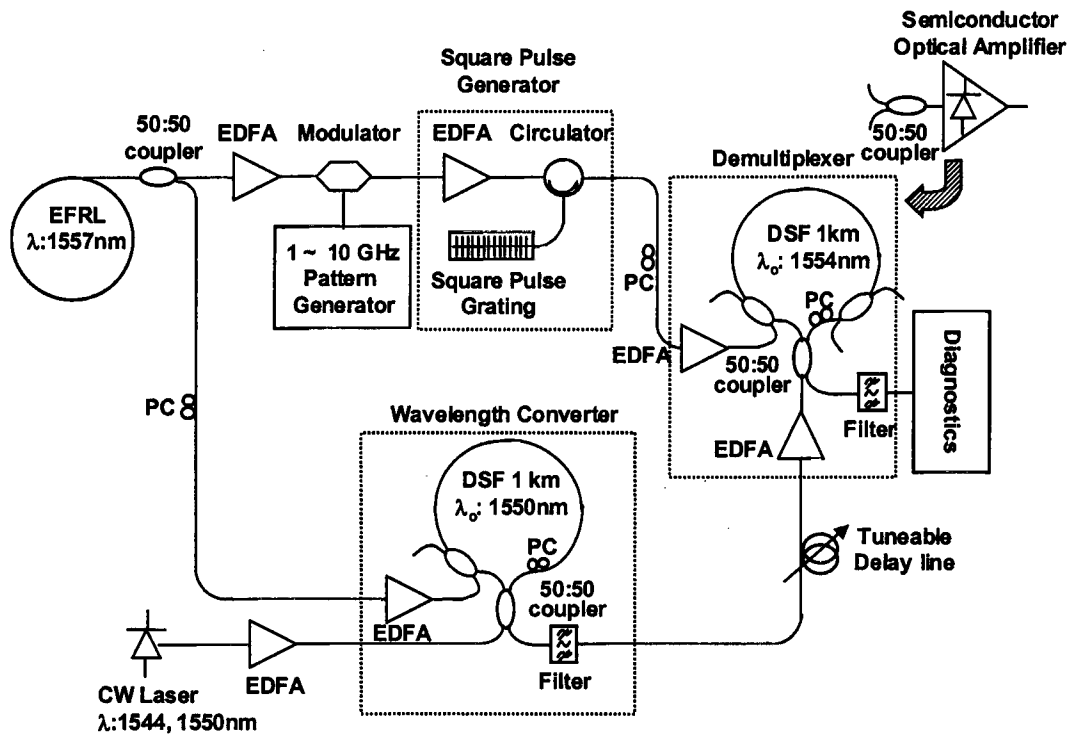 Semiconductor
Optical Amplifier
50:50
coupler
Square Pulse
Generator
50:50
coupler
EDFA
Modulator
EDFA
Circulator
Demultiplexer
EFRL
λ:1557nm
1 ~ 10 GHz
Pattern
Generator
Square Pulse
Grating
PC
DSF 1km
λo: 1554nm
PC
EDFA
50:50
coupler
Filter
Diagnostics
EDFA
PC
Wavelength Converter
DSF 1 km
λo: 1550nm
PC
50:50
coupler
Tuneable
Delay line
EDFA
Filter
EDFA
CW Laser
λ:1544, 1550nm